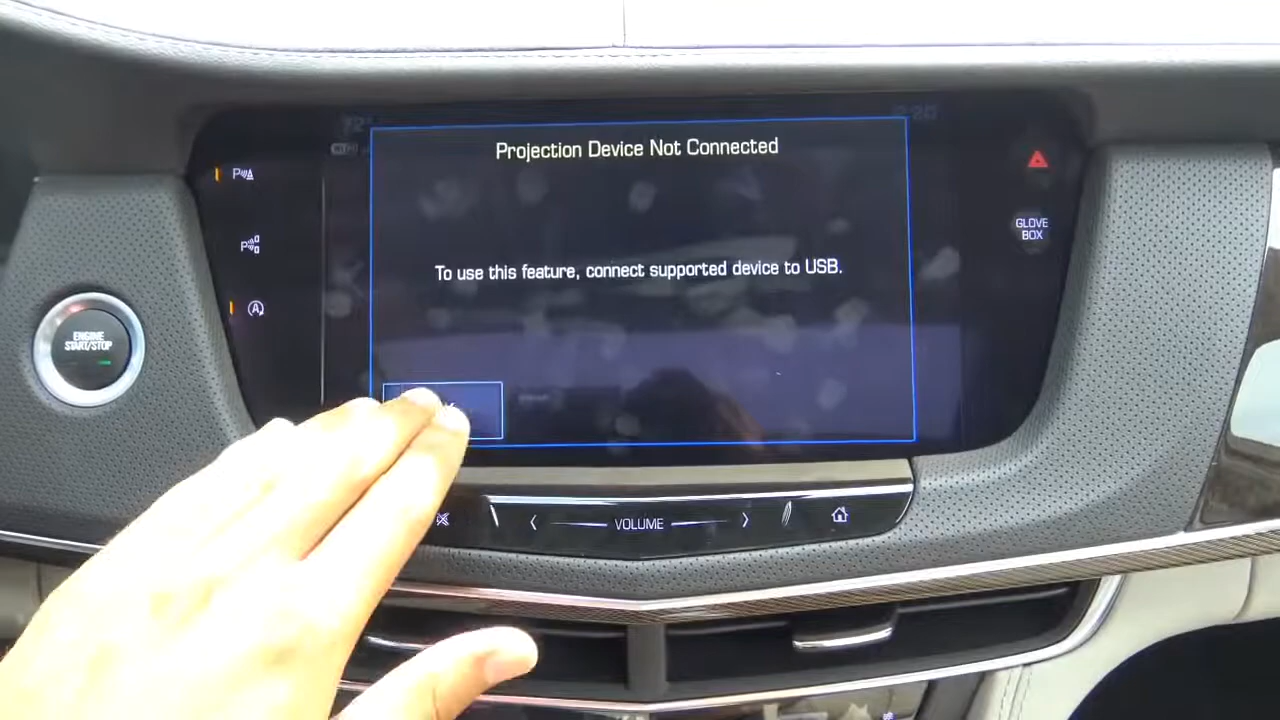 Projection Device Not Connected
To use this feature, connect supported device to USB.
ENGINE
START/STOP
GLOVE
BOX
VOLUME